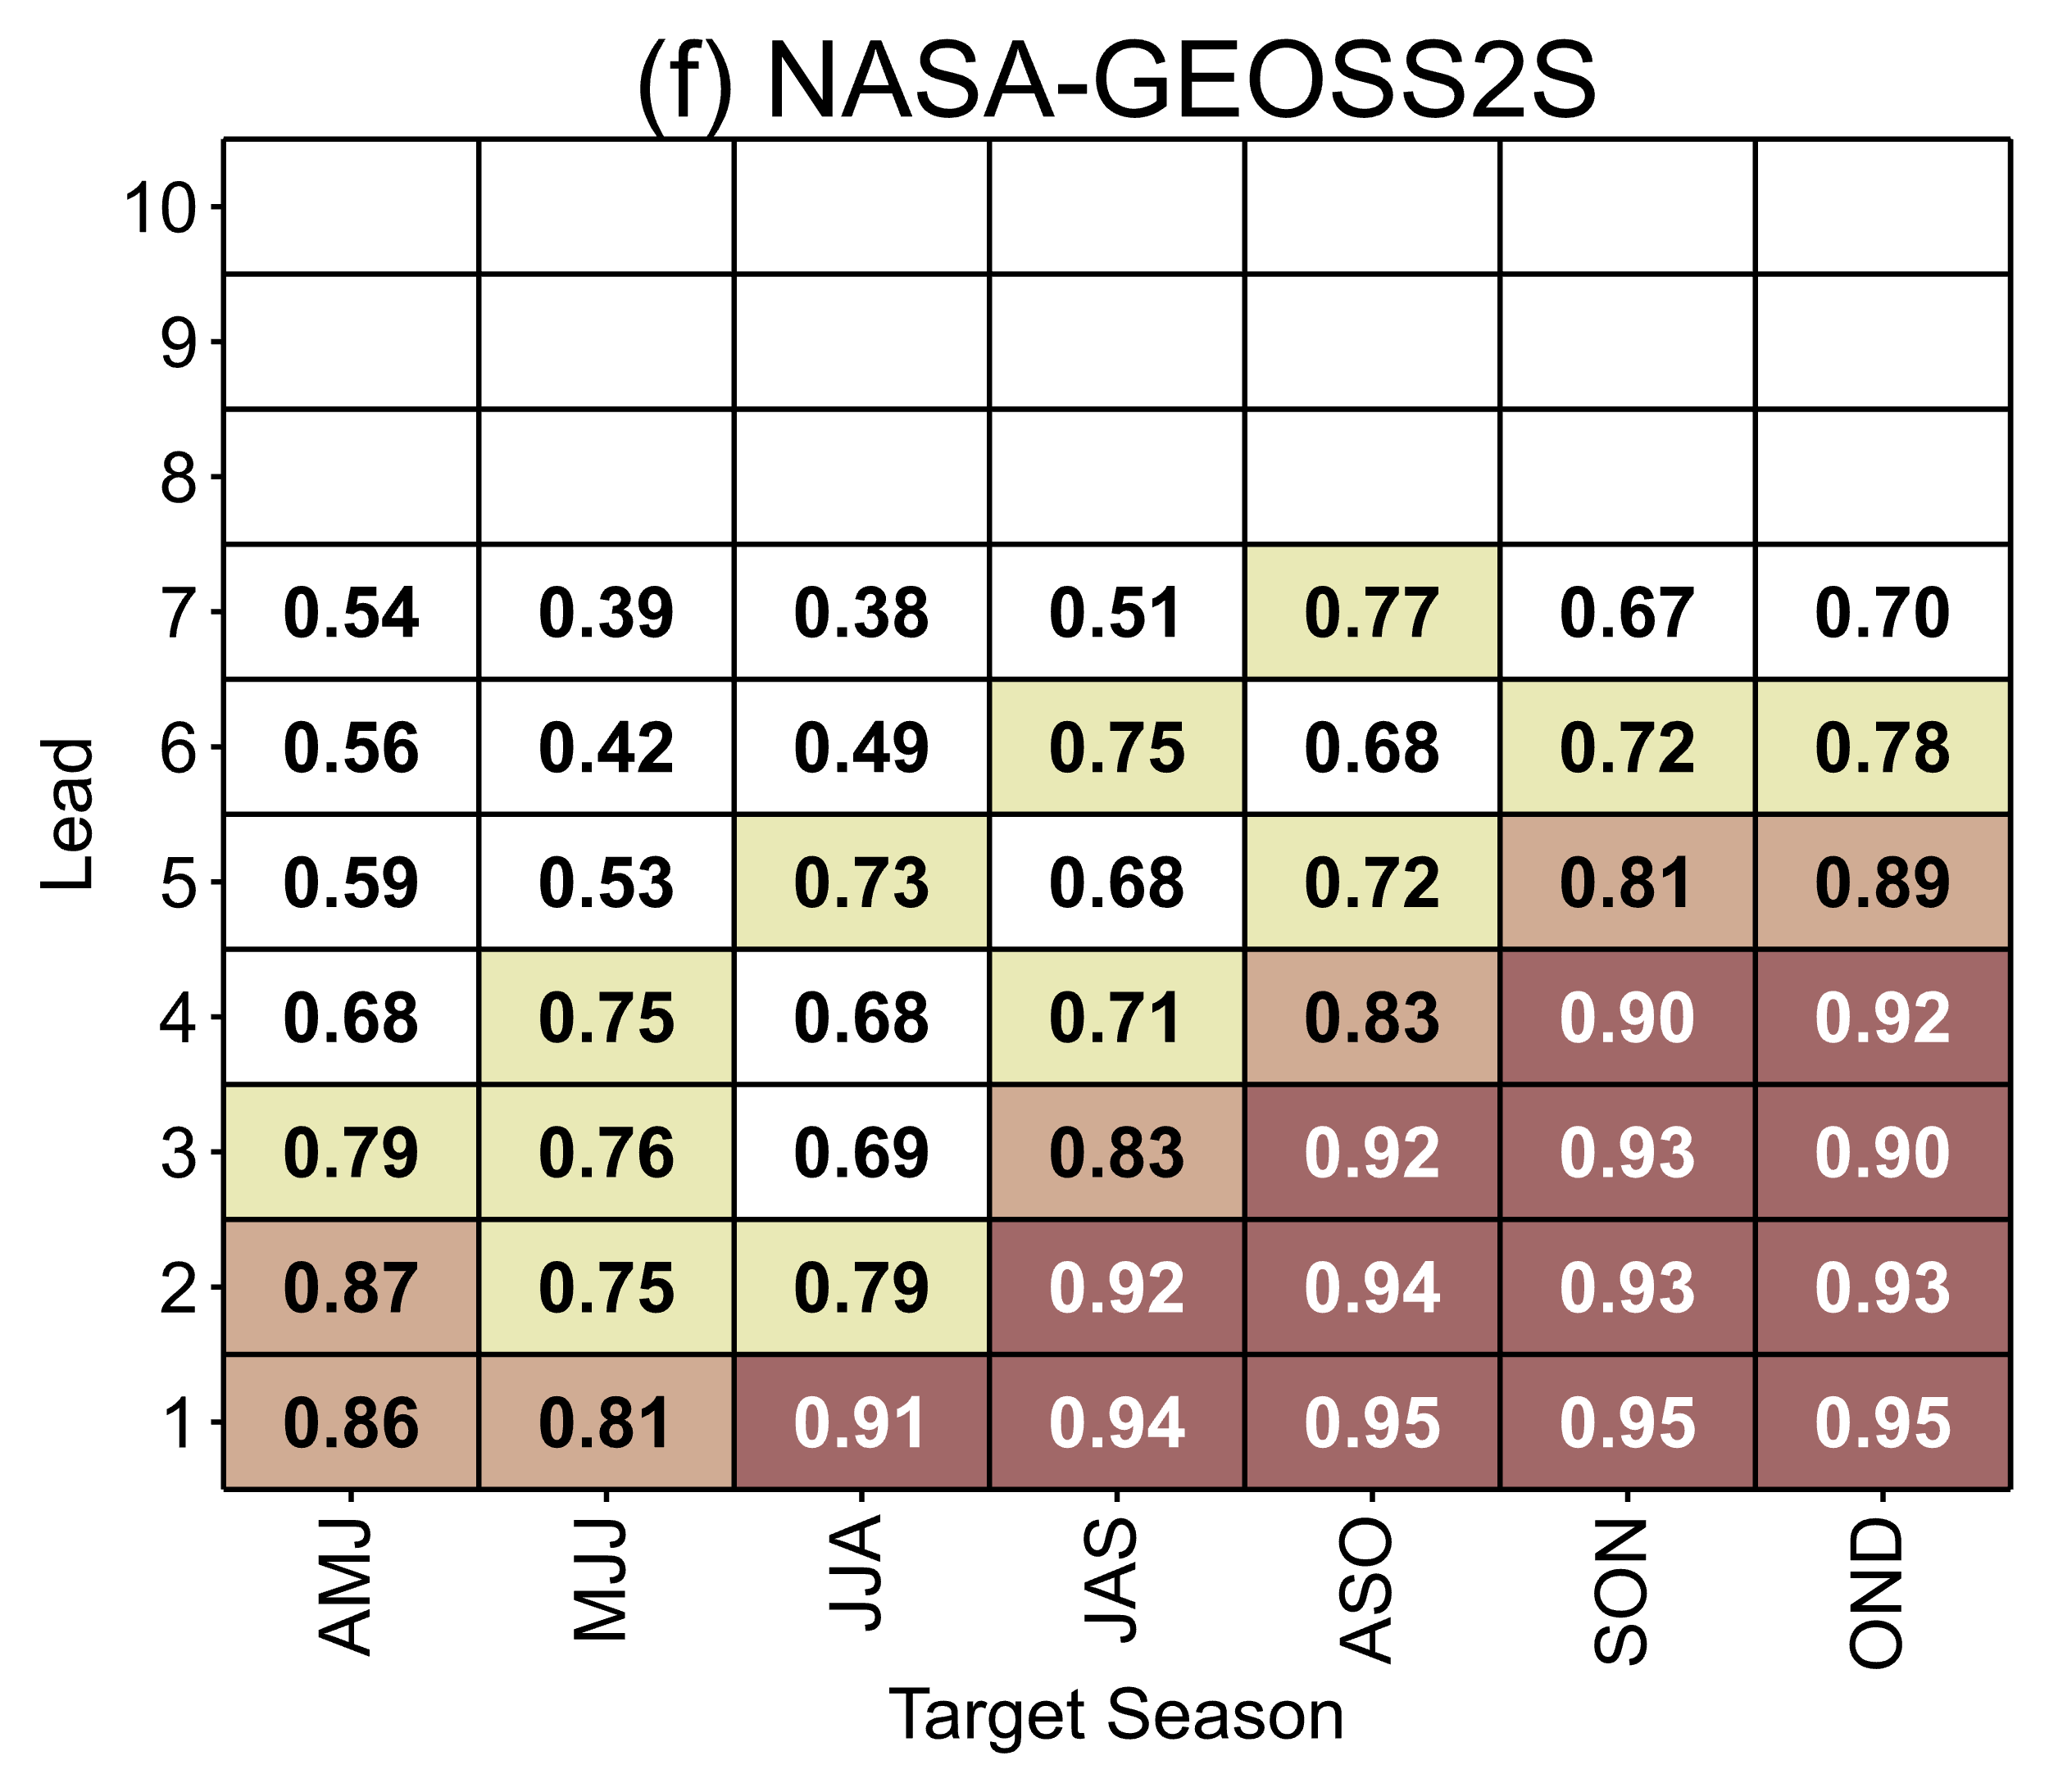 (f) NASA-GEOSS2S
10
9
8
7 0.54 0.39 0.38 0.51 0.77 0.67 0.70
6 0.56 0.42 0.49 0.75 0.68 0.72 0.78
5 0.59 0.53 0.73 0.68 0.72 0.81 0.89
4 0.68 0.75 0.68 0.71 0.83 0.90 0.92
3 0.79 0.76 0.69 0.83 0.92 0.93 0.90
2 0.87 0.75 0.79 0.92 0.94 0.93 0.93
1 0.86 0.81 0.91 0.94 0.95 0.95 0.95
Lead
AMJ MJJ JJA JAS ASO SON OND
Target Season